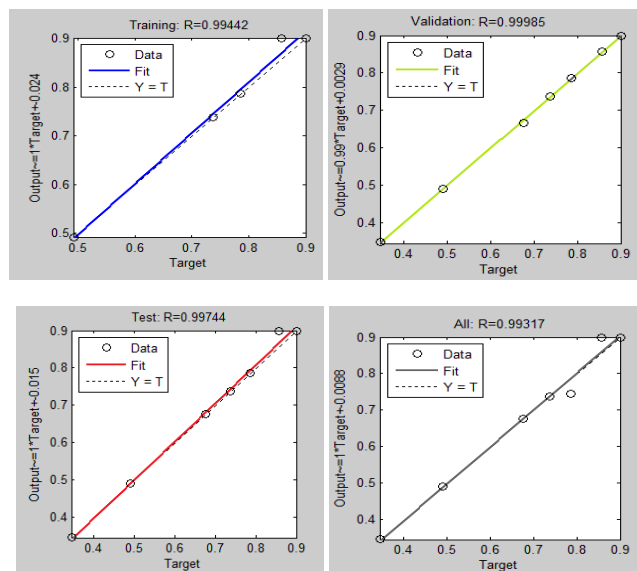 Training: R=0.99442
Data
Fit
Y = T
Output~=1*Target+-0.024
0.9
0.8
0.7
0.6
0.5
0.5 0.6 0.7 0.8 0.9
Target
Validation: R=0.99985
Data
Fit
Y = T
Output~=0.99*Target+0.0029
0.9
0.8
0.7
0.6
0.5
0.4
0.4 0.5 0.6 0.7 0.8 0.9
Target
Test: R=0.99744
Data
Fit
Y = T
Output~=1*Target+-0.015
0.9
0.8
0.7
0.6
0.5
0.4
0.4 0.5 0.6 0.7 0.8 0.9
Target
All: R=0.99317
Data
Fit
Y = T
Output~=1*Target+-0.0088
0.9
0.8
0.7
0.6
0.5
0.4
0.4 0.5 0.6 0.7 0.8 0.9
Target